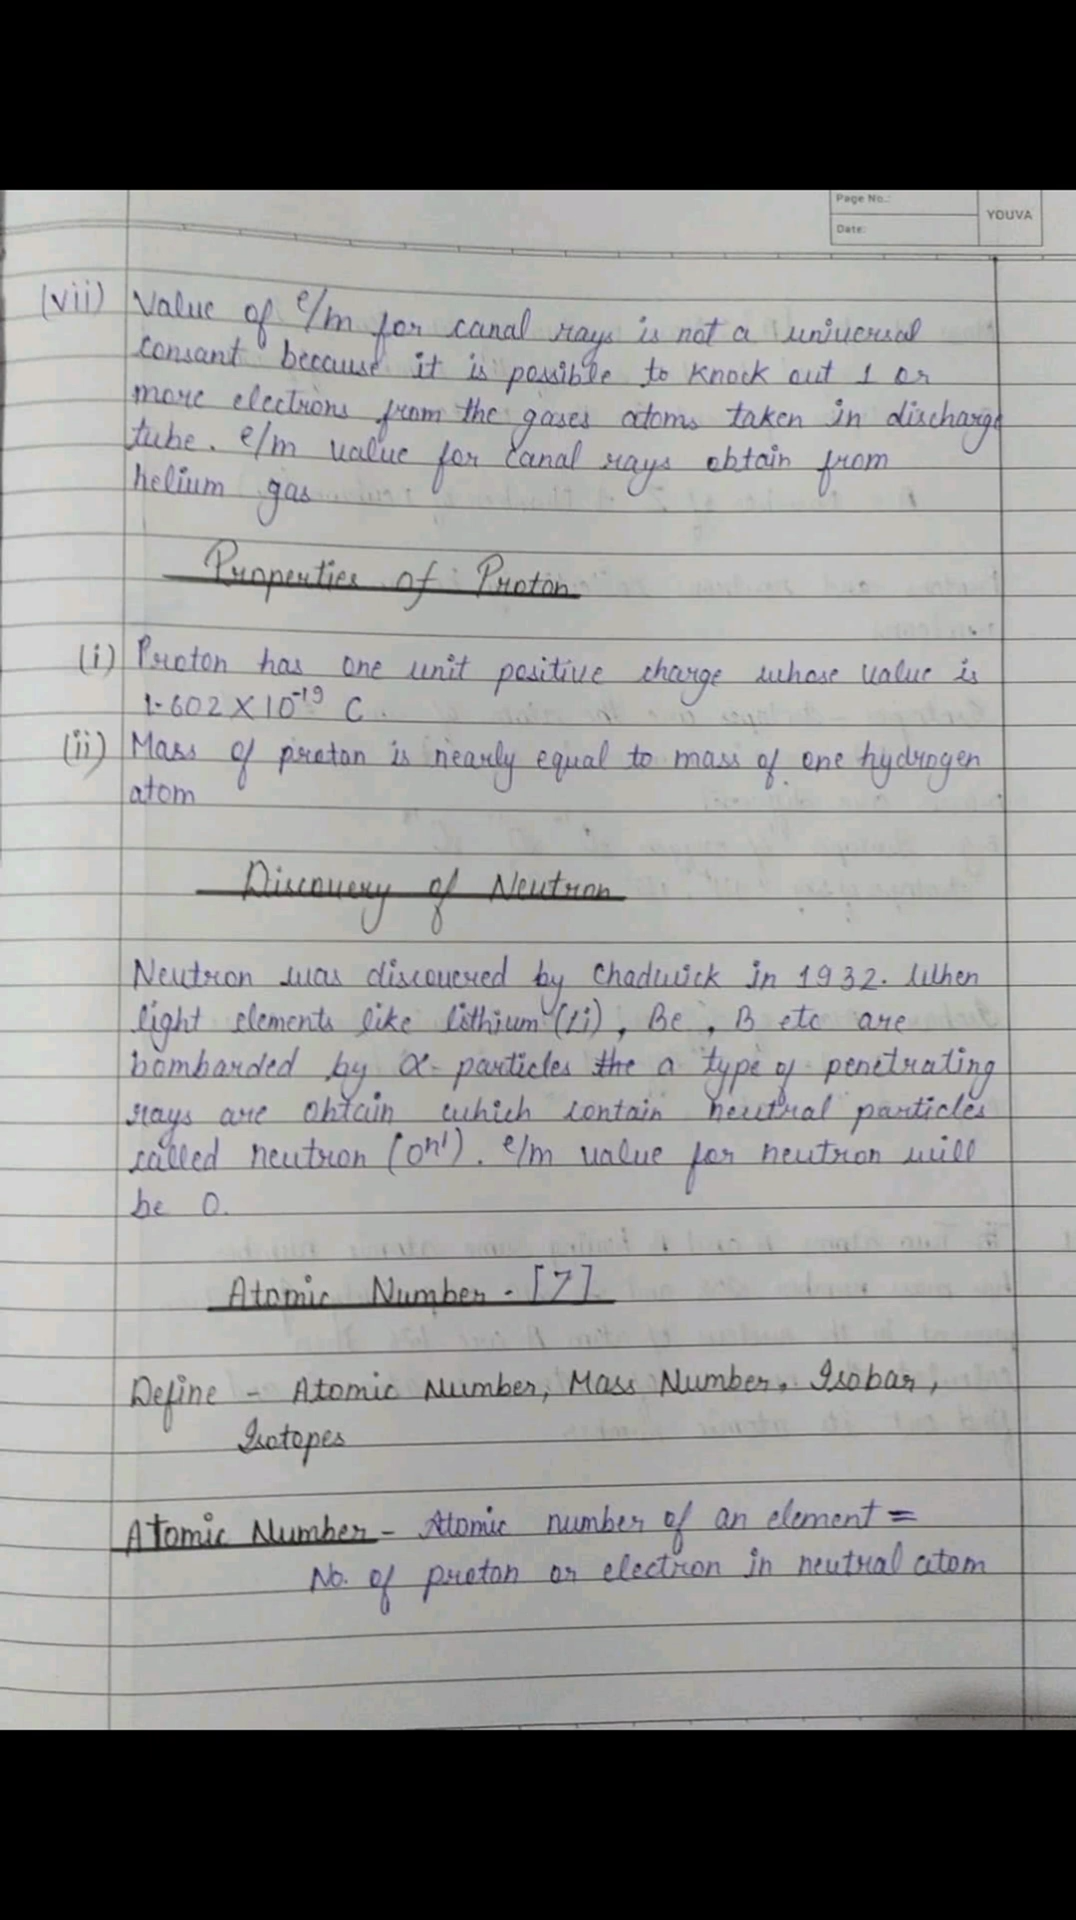 Page No.:
YOUVA
Date:
(vii) Value of e/m for canal rays is not a universal
consant because it is possible to knock out 1 or
more electrons from the gases atoms taken in discharge
tube. e/m value for canal rays obtain from
helium gas
Properties of Proton
(i) Proton has one unit positive charge whose value is
1.602 X 10⁻¹⁹ C.
(ii) Mass of proton is nearly equal to mass of one hydrogen
atom
Discovery of Neutron
Neutron was discovered by Chadwick in 1932. When
light elements like lithium (Li), Be, B etc are
bombarded by α- particles the a type of penetrating
rays are obtain which contain neutral particles
called neutron (on¹). e/m value for neutron will
be 0.
Atomic Number - [Z]
Define - Atomic Number, Mass Number, Isobar,
Isotopes
Atomic Number - Atomic number of an element =
No. of proton or electron in neutral atom